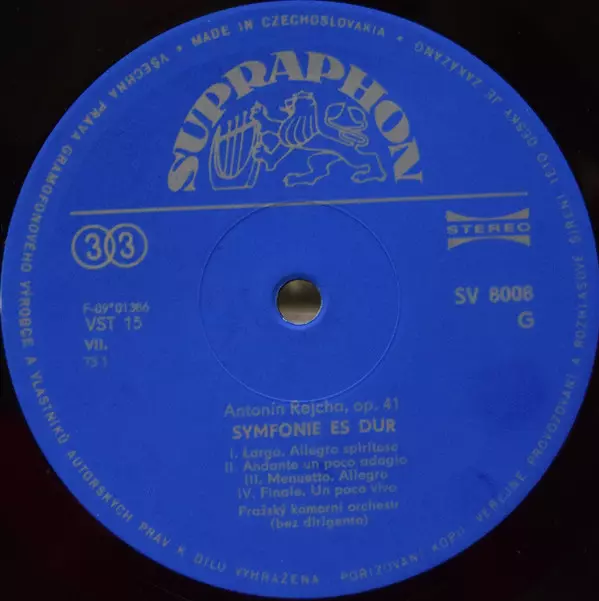 VŠECHNA PRÁVA GRAMOFONOVÉHO VÝROBCE A VLASTNÍKŮ AUTORSKÝCH PRÁV K DÍLU VYHRAŽENA. POŘIZOVÁNÍ KOPIÍ, VEŘEJNÉ PROVOZOVÁNÍ A ROZHLASOVÉ ŠÍŘENÍ TÉTO DESKY JE ZAKÁZÁNO
• MADE IN CZECHOSLOVAKIA •
SUPRAPHON
33
STEREO
F-09*01366
VST 15
VII.
73 1
SV 8008
G
Antonín Rejcha, op. 41
SYMFONIE ES DUR
I. Largo. Allegro spiritoso
II. Andante un poco adagio
III. Menuetto. Allegro
IV. Finale. Un poco vivo
Pražský komorní orchestr
(bez dirigenta)